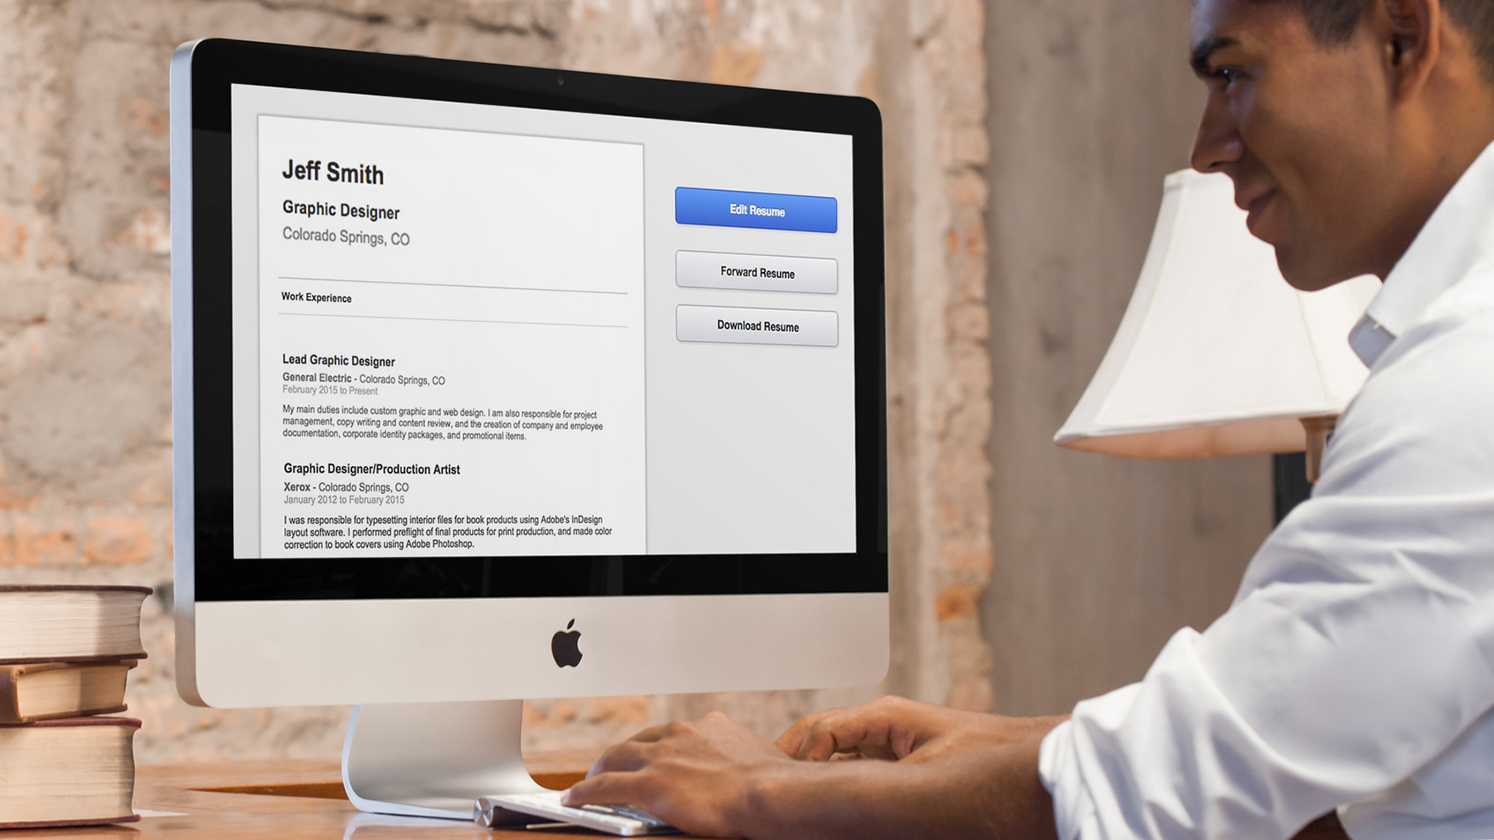 Jeff Smith
Graphic Designer
Colorado Springs, CO
Work Experience
Lead Graphic Designer
General Electric - Colorado Springs, CO
February 2015 to Present
My main duties include custom graphic and web design. I am also responsible for project
management, copy writing and content review, and the creation of company and employee
documentation, corporate identity packages, and promotional items.
Graphic Designer/Production Artist
Xerox - Colorado Springs, CO
January 2012 to February 2015
I was responsible for typesetting interior files for book products using Adobe's InDesign
layout software. I performed preflight of final products for print production, and made color
correction to book covers using Adobe Photoshop.
Edit Resume
Forward Resume
Download Resume